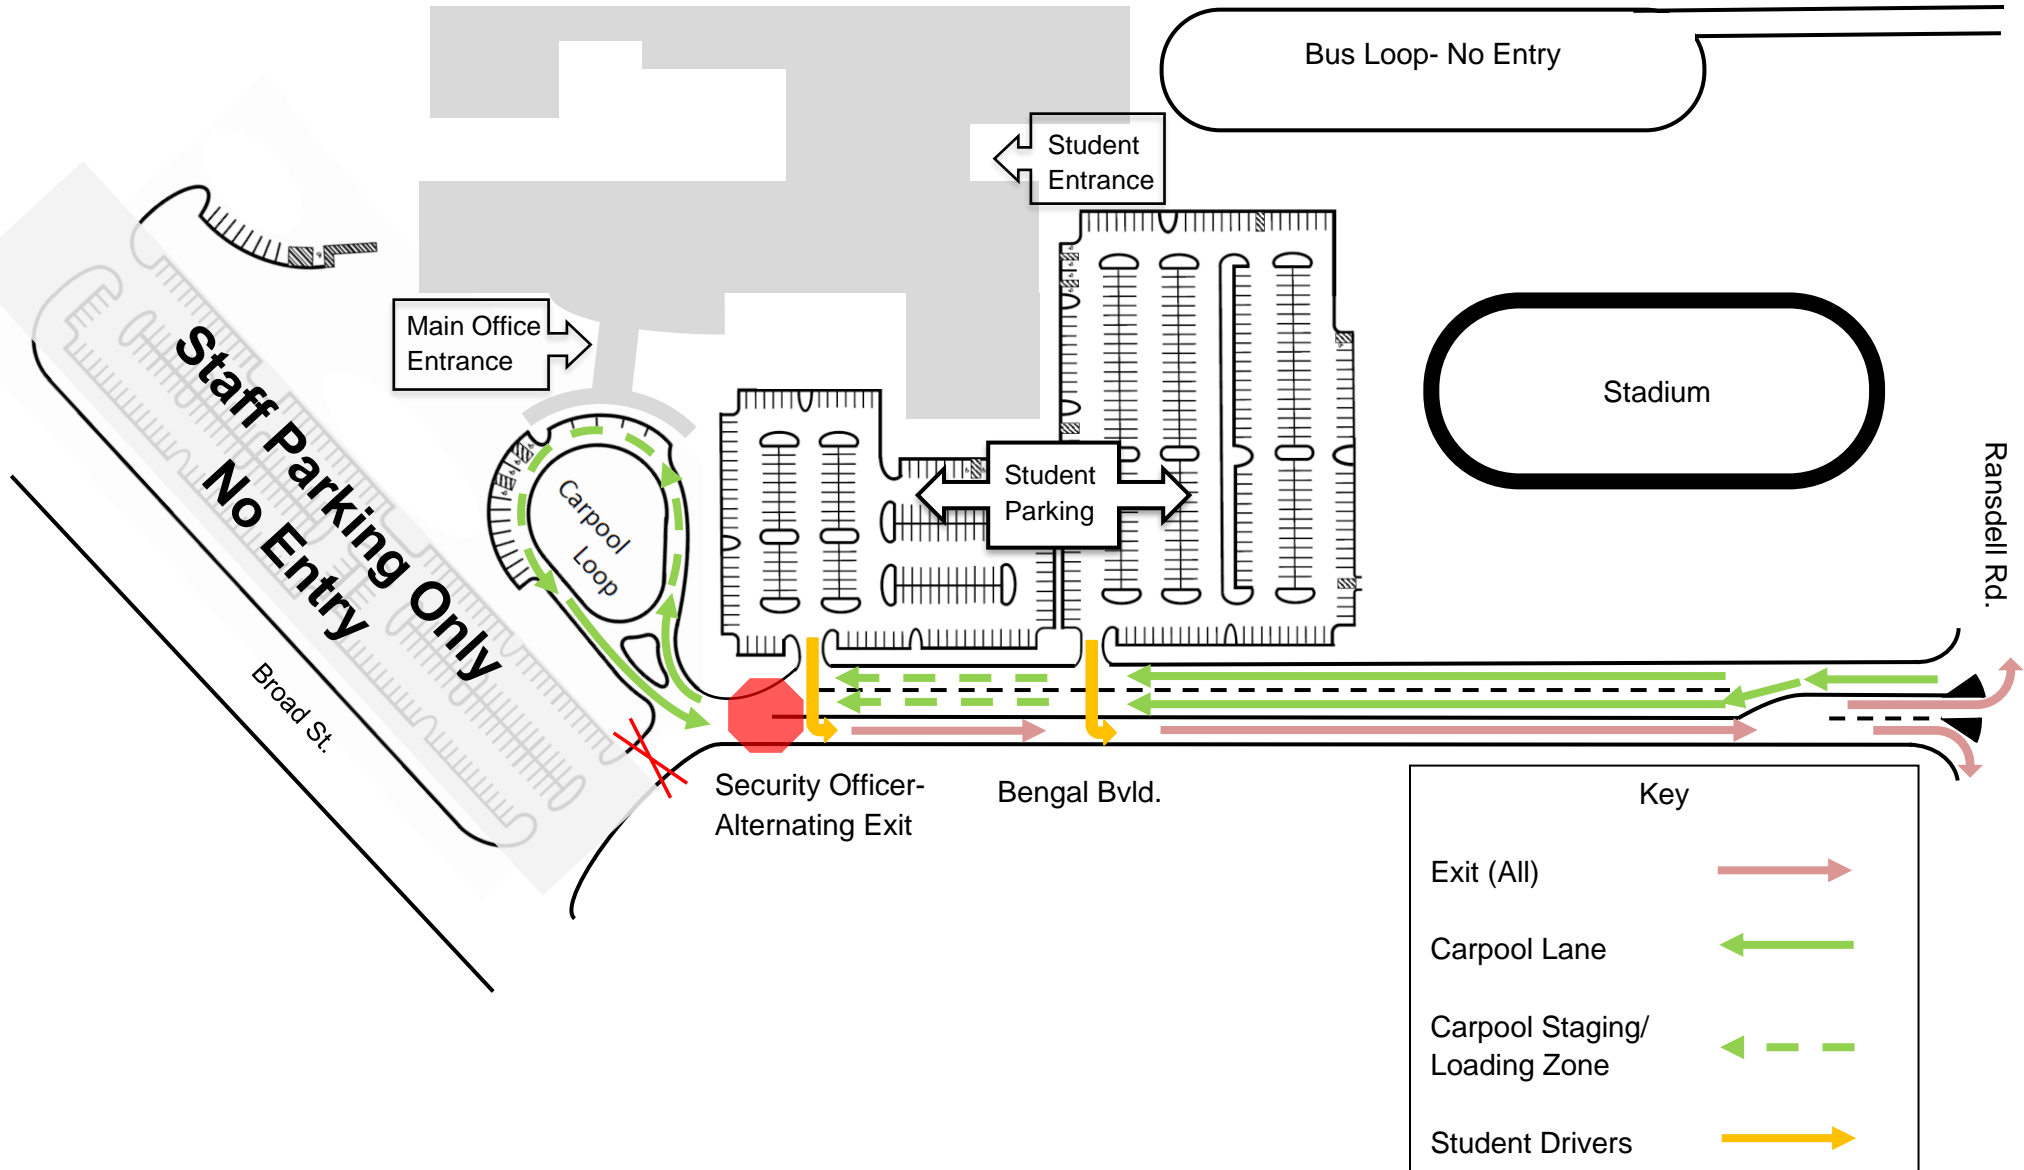 Bus Loop- No Entry
Student
Entrance
Main Office
Entrance
Staff Parking Only
No Entry
Stadium
Student
Parking
Carpool
Loop
Ransdell Rd.
Broad St.
Security Officer-
Alternating Exit
Bengal Bvld.
Key
Exit (All)
Carpool Lane
Carpool Staging/
Loading Zone
Student Drivers